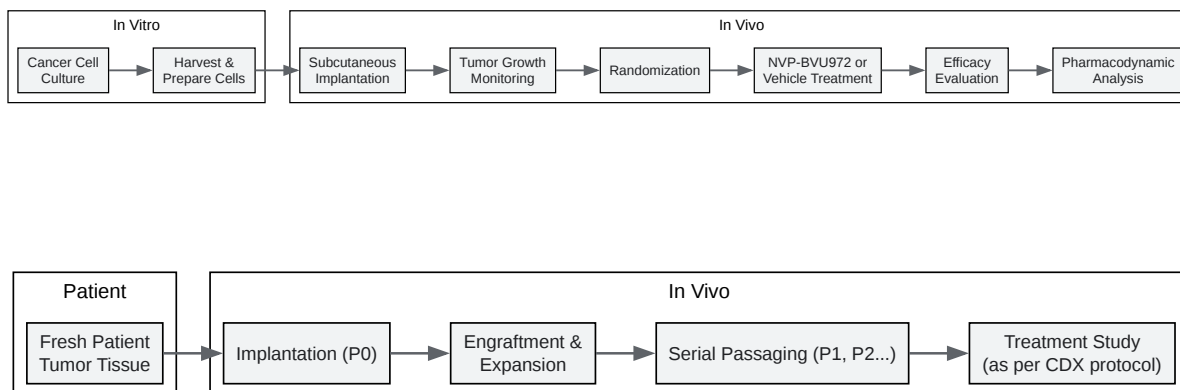 In Vitro
Cancer Cell
Culture
Harvest &
Prepare Cells
In Vivo
Subcutaneous
Implantation
Tumor Growth
Monitoring
Randomization
NVP-BVU972 or
Vehicle Treatment
Efficacy
Evaluation
Pharmacodynamic
Analysis
Patient
Fresh Patient
Tumor Tissue
In Vivo
Implantation (P0)
Engraftment &
Expansion
Serial Passaging (P1, P2...)
Treatment Study
(as per CDX protocol)